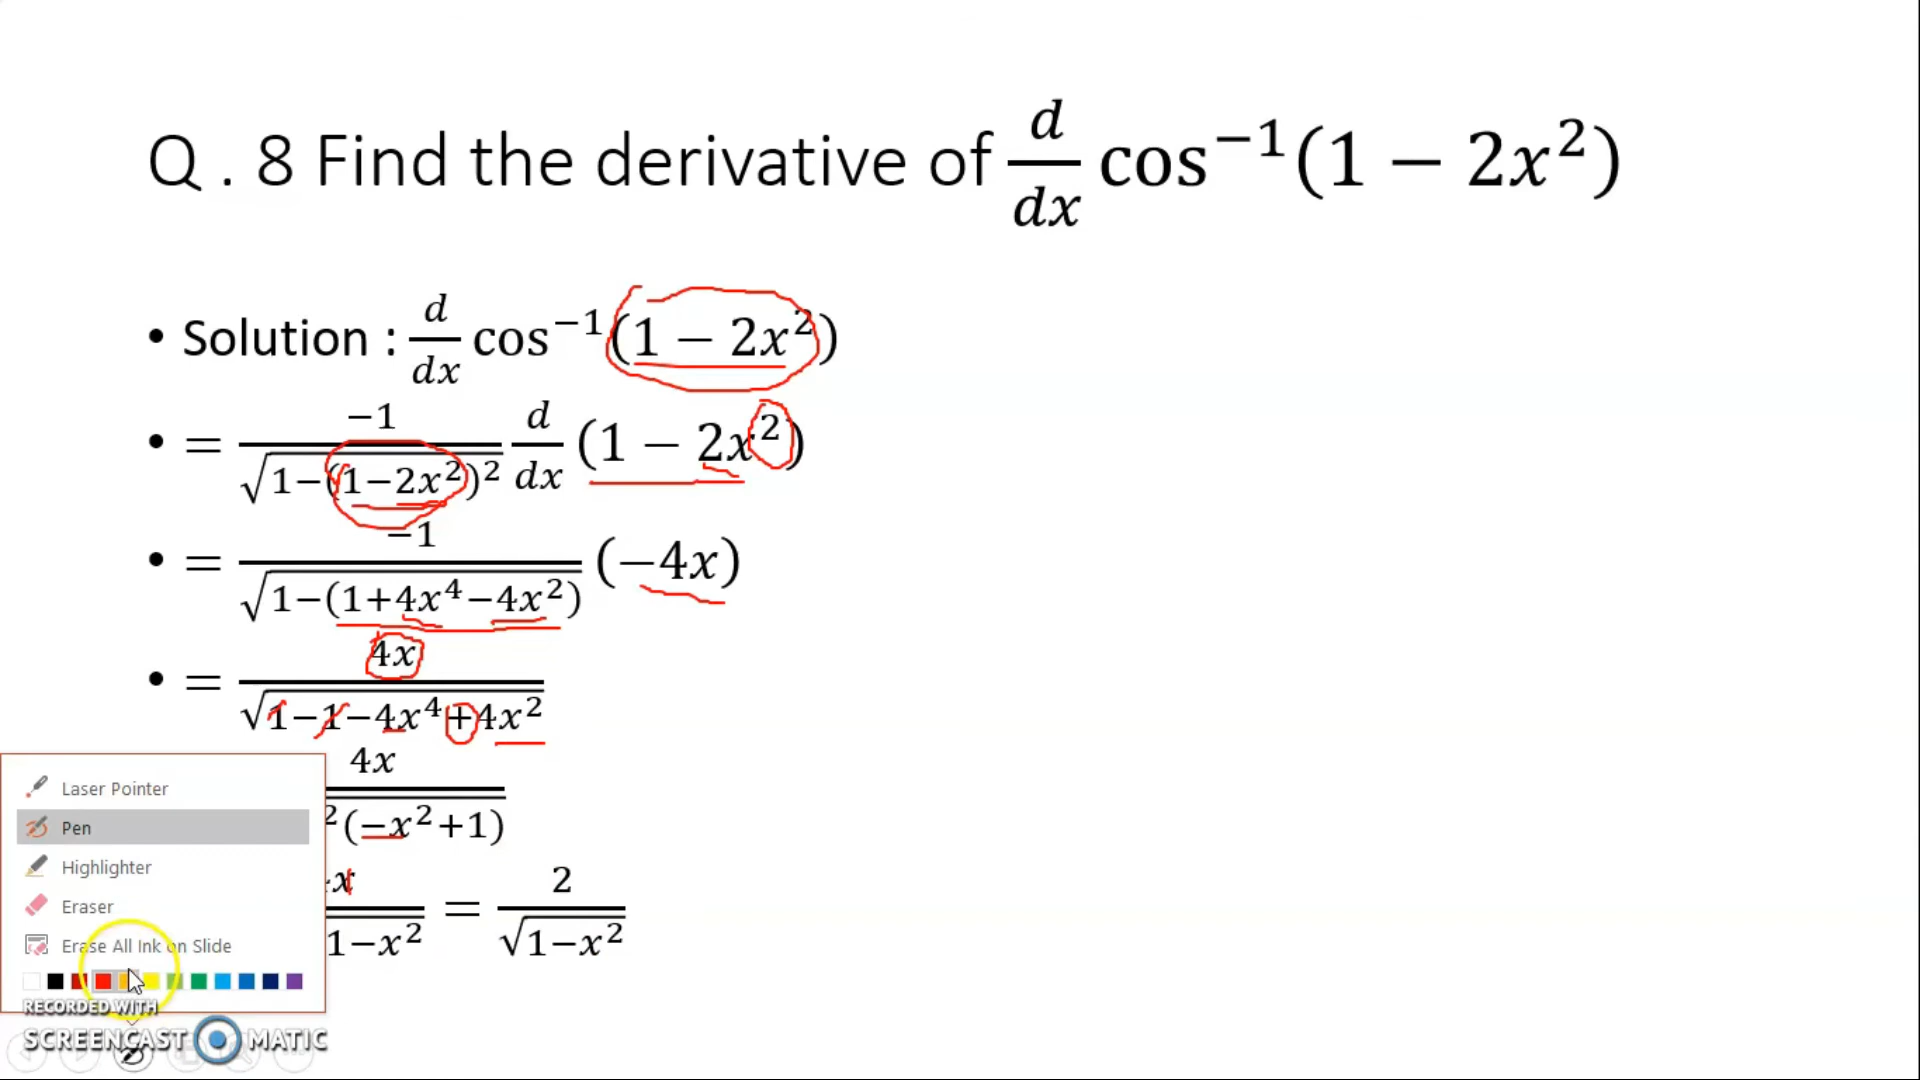 Q . 8 Find the derivative of d/dx cos⁻¹(1 − 2x²)
• Solution : d/dx cos⁻¹(1 − 2x²)
• = −1/√(1−(1−2x²)²) d/dx (1 − 2x²)
• = −1/√(1−(1+4x⁴−4x²)) (−4x)
• = 4x/√(1−1−4x⁴+4x²)
4x
²(−x²+1)
x
1−x² = 2/√(1−x²)
Laser Pointer
Pen
Highlighter
Eraser
Erase All Ink on Slide
RECORDED WITH
SCREENCAST MATIC